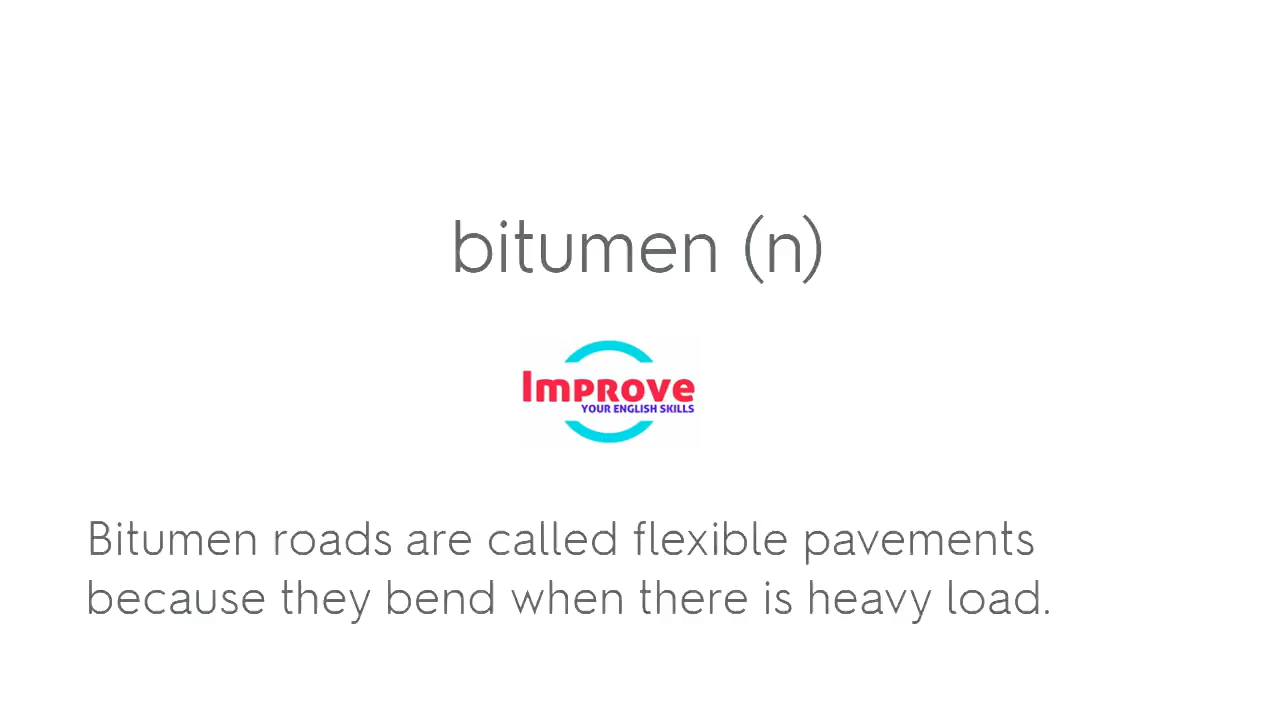 bitumen (n)
Improve
YOUR ENGLISH SKILLS
Bitumen roads are called flexible pavements
because they bend when there is heavy load.